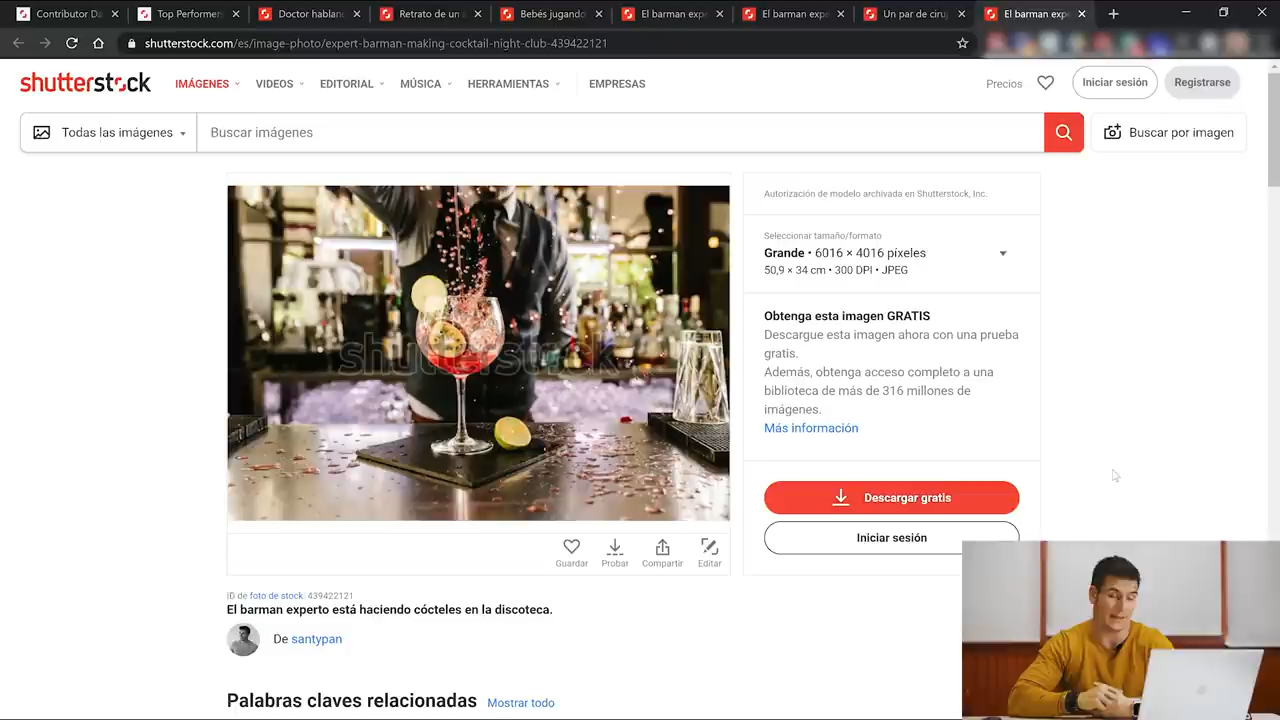 Contributor Da
Top Performers
Doctor hablan
Retrato de un
Bebés jugando
El barman exp
El barman exp
Un par de ciruj
El barman exp
shutterstock.com/es/image-photo/expert-barman-making-cocktail-night-club-439422121
shutterstock
IMÁGENES
VIDEOS
EDITORIAL
MÚSICA
HERRAMIENTAS
EMPRESAS
Precios
Iniciar sesión
Registrarse
Todas las imágenes
Buscar imágenes
Buscar por imagen
Autorización de modelo archivada en Shutterstock, Inc.
Seleccionar tamaño/formato
Grande • 6016 × 4016 píxeles
50,9 × 34 cm • 300 DPI • JPEG
Obtenga esta imagen GRATIS
Descargue esta imagen ahora con una prueba
gratis.
Además, obtenga acceso completo a una
biblioteca de más de 316 millones de
imágenes.
Más información
Descargar gratis
Iniciar sesión
shutterstock
Guardar
Probar
Compartir
Editar
ID de foto de stock: 439422121
El barman experto está haciendo cócteles en la discoteca.
De santypan
Palabras claves relacionadas
Mostrar todo